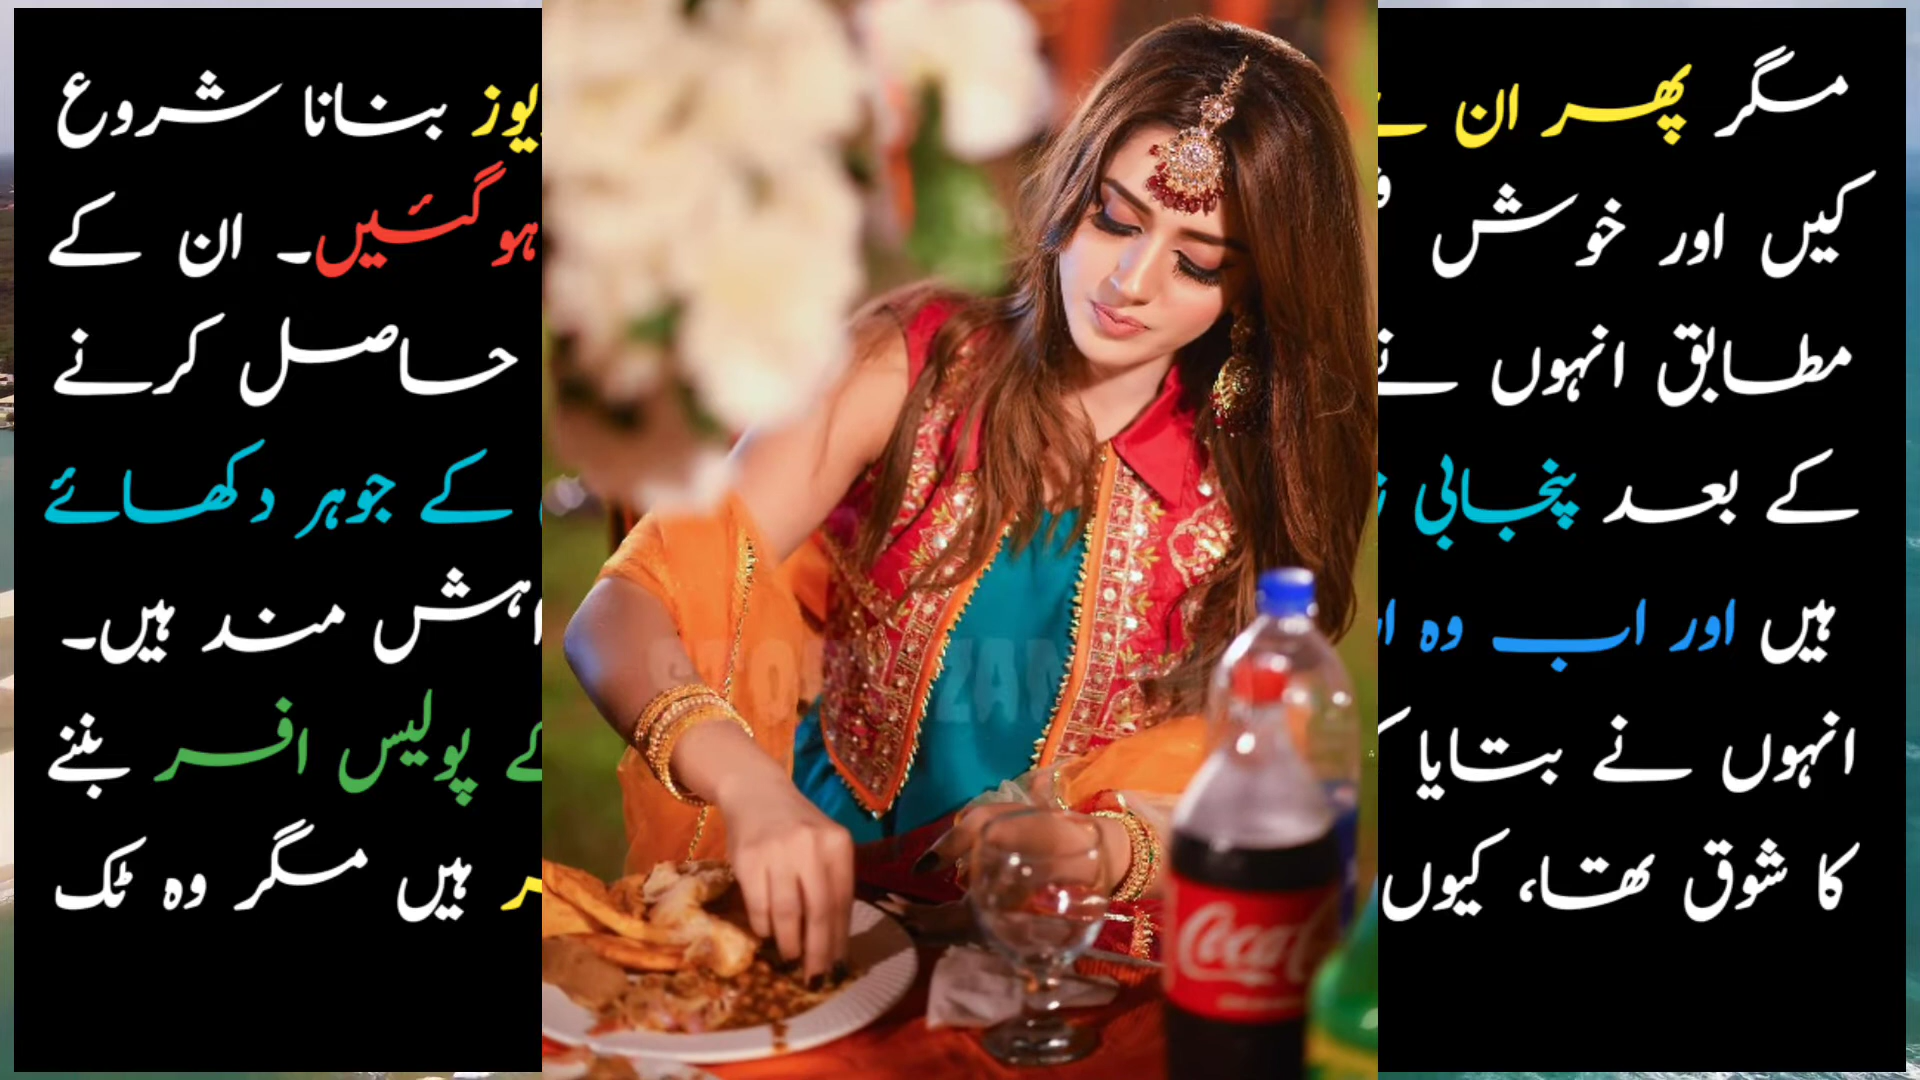 مگر پھر ان
یوز بنانا شروع
کیں اور خوش
ہوگئیں۔ ان کے
مطابق انہوں نے
حاصل کرنے
کے بعد پنجابی
کے جوہر دکھائے
ہیں اور اب وہ
مند ہیں۔
انہوں نے بتایا
پولیس افسر بننے
کا شوق تھا، کیوں
ہیں مگر وہ ٹک
Coca